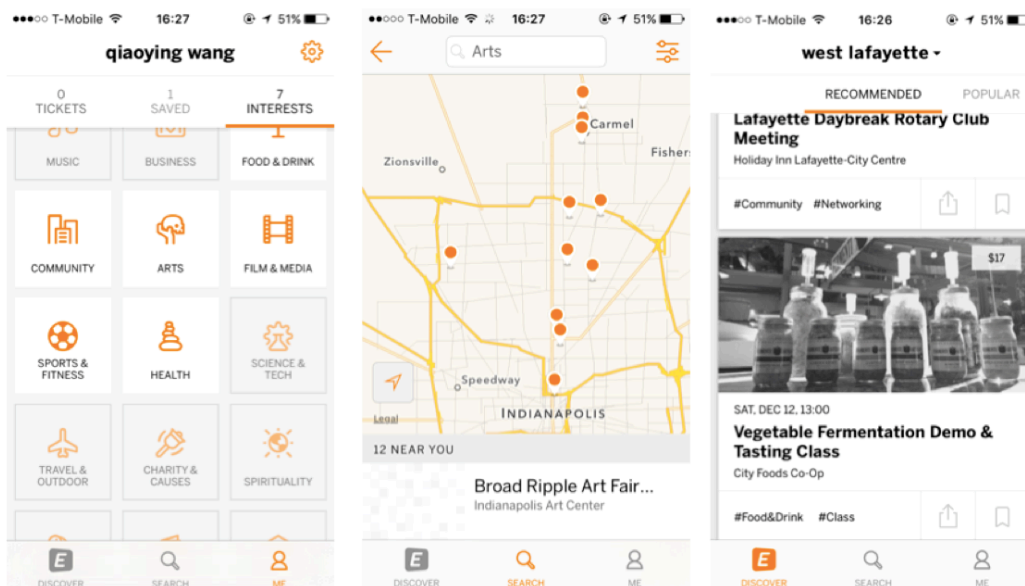 T-Mobile 16:27 51%
qiaoying wang
0 TICKETS
1 SAVED
7 INTERESTS
MUSIC
BUSINESS
FOOD & DRINK
COMMUNITY
ARTS
FILM & MEDIA
SPORTS &
FITNESS
HEALTH
SCIENCE &
TECH
TRAVEL &
OUTDOOR
CHARITY &
CAUSES
SPIRITUALITY
E
DISCOVER
SEARCH
ME
T-Mobile 16:27 51%
Arts
Carmel
Zionsville
Fishers
Speedway
INDIANAPOLIS
Legal
12 NEAR YOU
Broad Ripple Art Fair...
Indianapolis Art Center
E
DISCOVER
SEARCH
ME
T-Mobile 16:26 51%
west lafayette
RECOMMENDED
POPULAR
Lafayette Daybreak Rotary Club
Meeting
Holiday Inn Lafayette-City Centre
#Community #Networking
$17
SAT, DEC 12, 13:00
Vegetable Fermentation Demo &
Tasting Class
City Foods Co-Op
#Food&Drink #Class
E
DISCOVER
SEARCH
ME